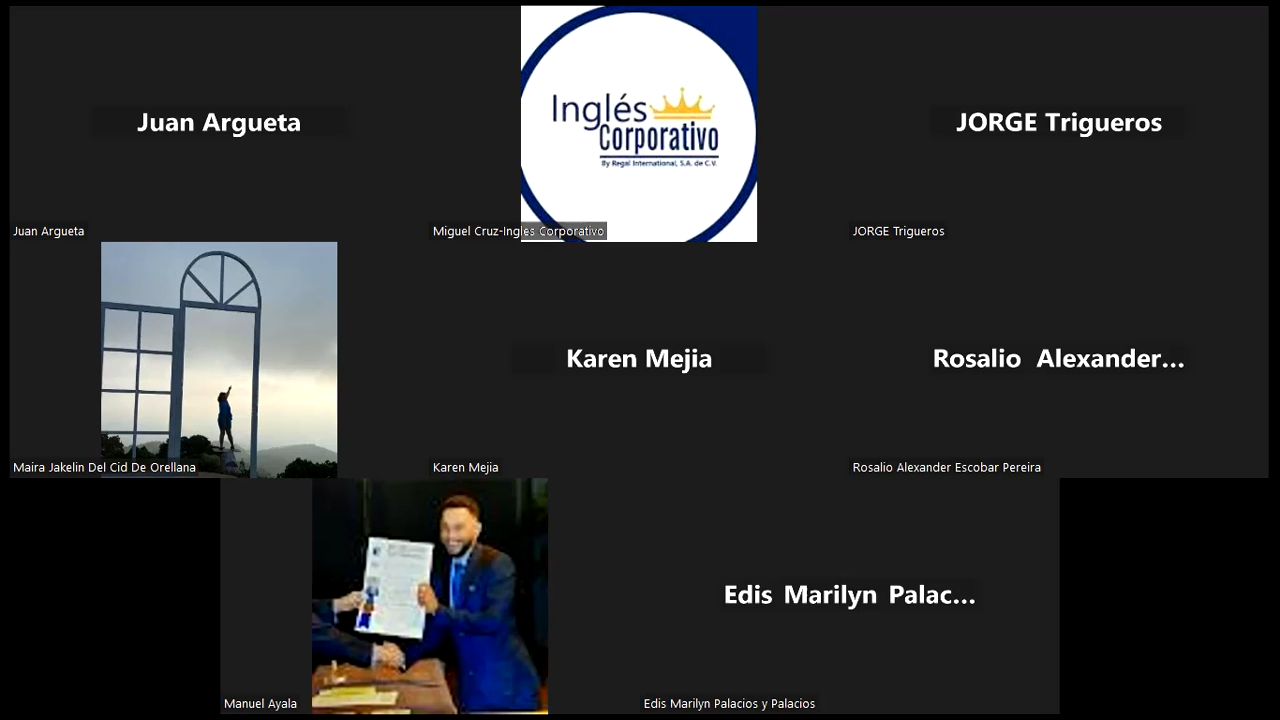 Juan Argueta
Inglés
Corporativo
By Regal International, S.A. de C.V.
JORGE Trigueros
Juan Argueta
Miguel Cruz-Ingles Corporativo
JORGE Trigueros
Karen Mejia
Rosalio Alexander...
Maira Jakelin Del Cid De Orellana
Karen Mejia
Rosalio Alexander Escobar Pereira
Edis Marilyn Palac...
Manuel Ayala
Edis Marilyn Palacios y Palacios